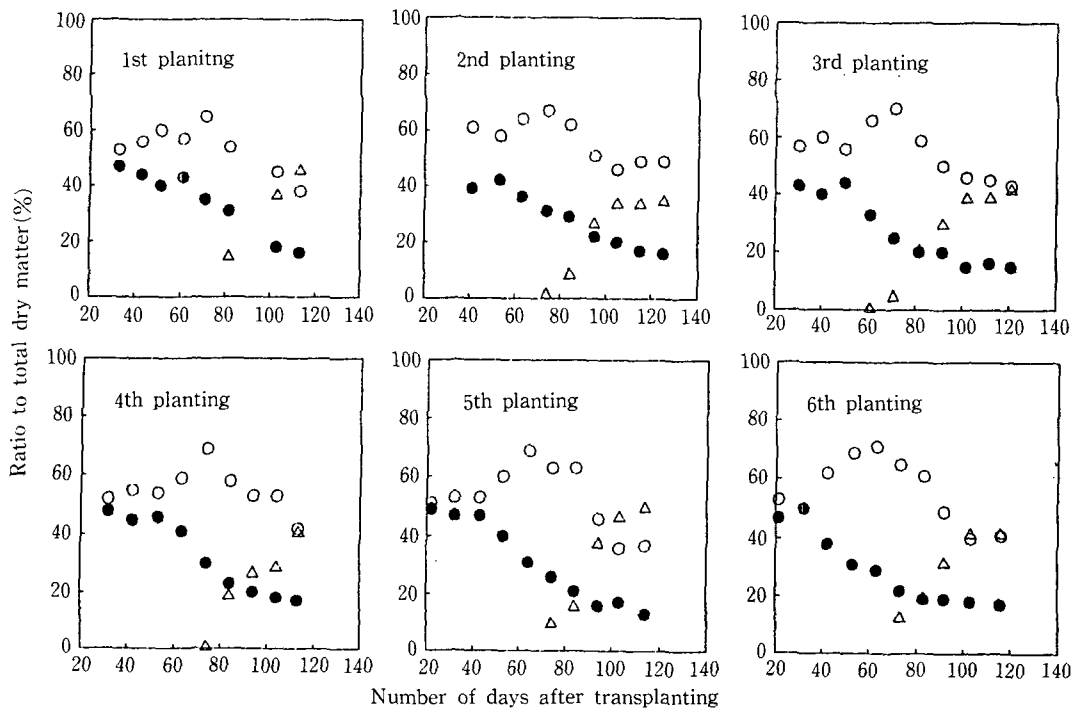 Ratio to total dry matter(%)
1st planitng
100
80
60
40
20
0
20 40 60 80 100 120 140
2nd planting
100
80
60
40
20
0
20 40 60 80 100 120 140
3rd planting
100
80
60
40
20
0
20 40 60 80 100 120 140
4th planting
100
80
60
40
20
0
20 40 60 80 100 120 140
5th planting
100
80
60
40
20
0
20 40 60 80 100 120 140
6th planting
100
80
60
40
20
0
20 40 60 80 100 120 140
Number of days after transplanting